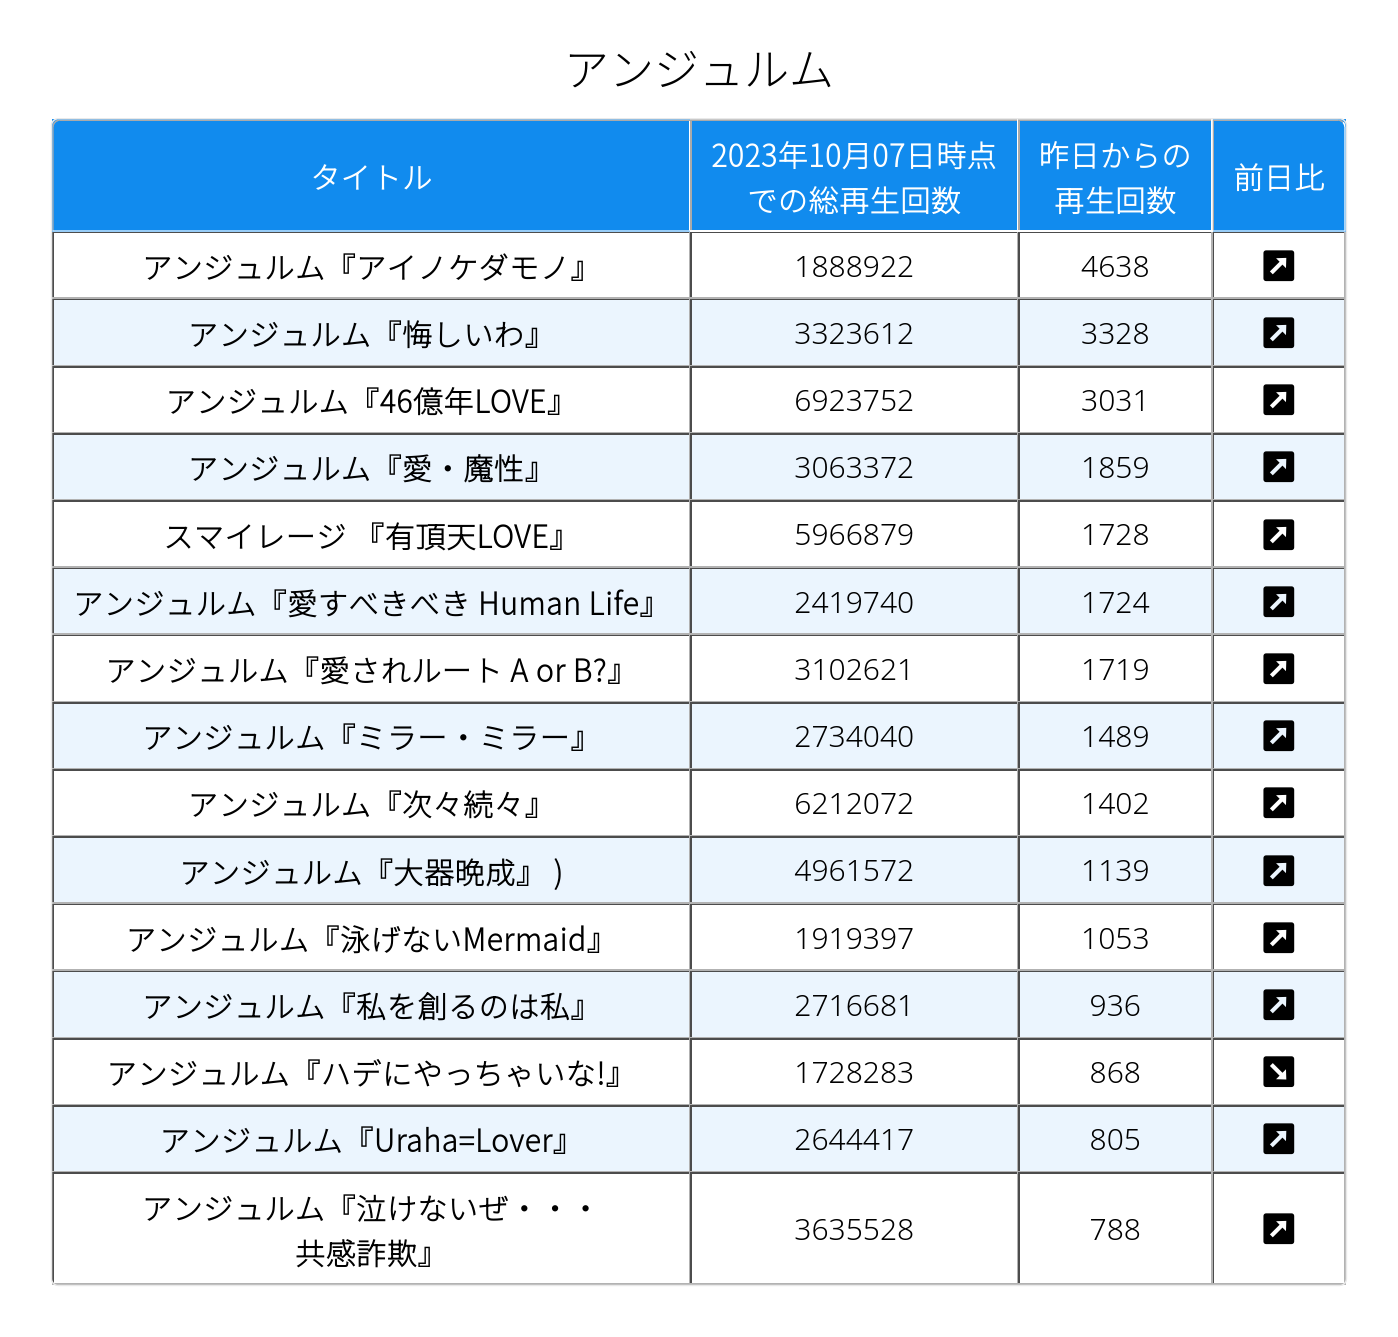 アンジュルム
タイトル
2023年10月07日時点
での総再生回数
昨日からの
再生回数
前日比
アンジュルム『アイノケダモノ』 1888922 4638
アンジュルム『悔しいわ』 3323612 3328
アンジュルム『46億年LOVE』 6923752 3031
アンジュルム『愛・魔性』 3063372 1859
スマイレージ 『有頂天LOVE』 5966879 1728
アンジュルム『愛すべきべき Human Life』 2419740 1724
アンジュルム『愛されルート A or B?』 3102621 1719
アンジュルム『ミラー・ミラー』 2734040 1489
アンジュルム『次々続々』 6212072 1402
アンジュルム『大器晩成』 ) 4961572 1139
アンジュルム『泳げないMermaid』 1919397 1053
アンジュルム『私を創るのは私』 2716681 936
アンジュルム『ハデにやっちゃいな!』 1728283 868
アンジュルム『Uraha=Lover』 2644417 805
アンジュルム『泣けないぜ・・・
共感詐欺』 3635528 788